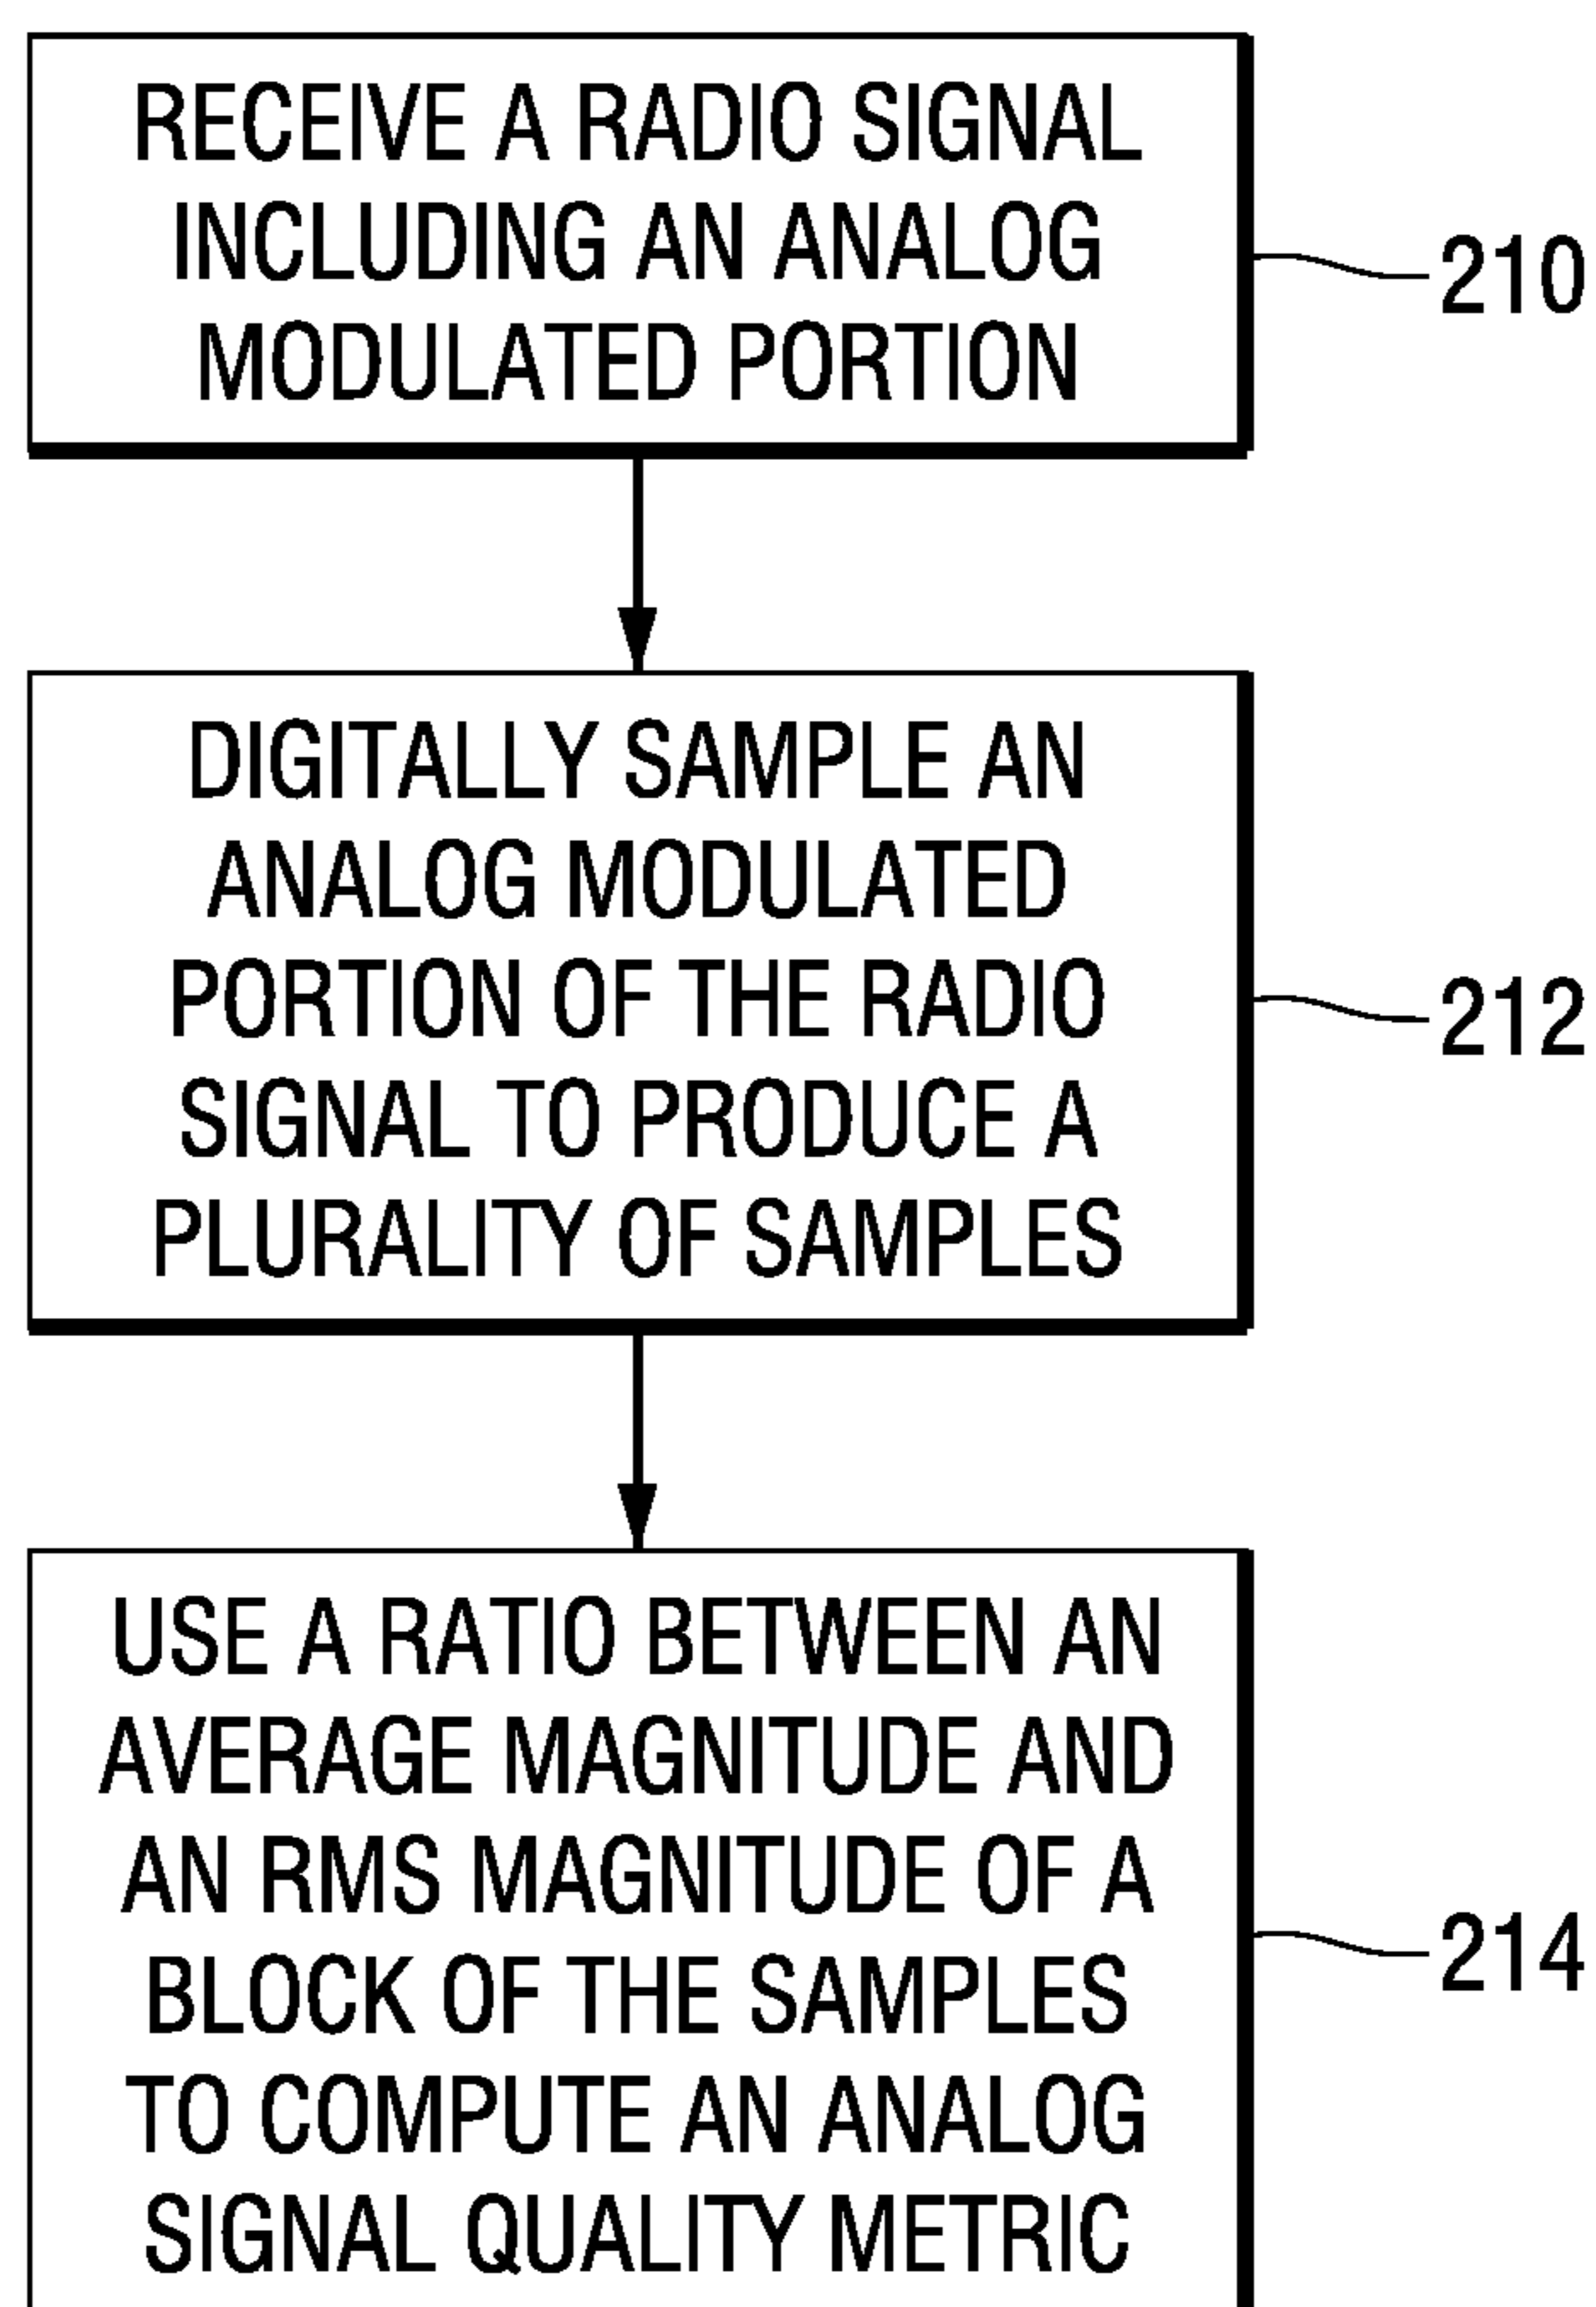 RECEIVE A RADIO SIGNAL
INCLUDING AN ANALOG
MODULATED PORTION
210
DIGITALLY SAMPLE AN
ANALOG MODULATED
PORTION OF THE RADIO
SIGNAL TO PRODUCE A
PLURALITY OF SAMPLES
212
USE A RATIO BETWEEN AN
AVERAGE MAGNITUDE AND
AN RMS MAGNITUDE OF A
BLOCK OF THE SAMPLES
TO COMPUTE AN ANALOG
SIGNAL QUALITY METRIC
214